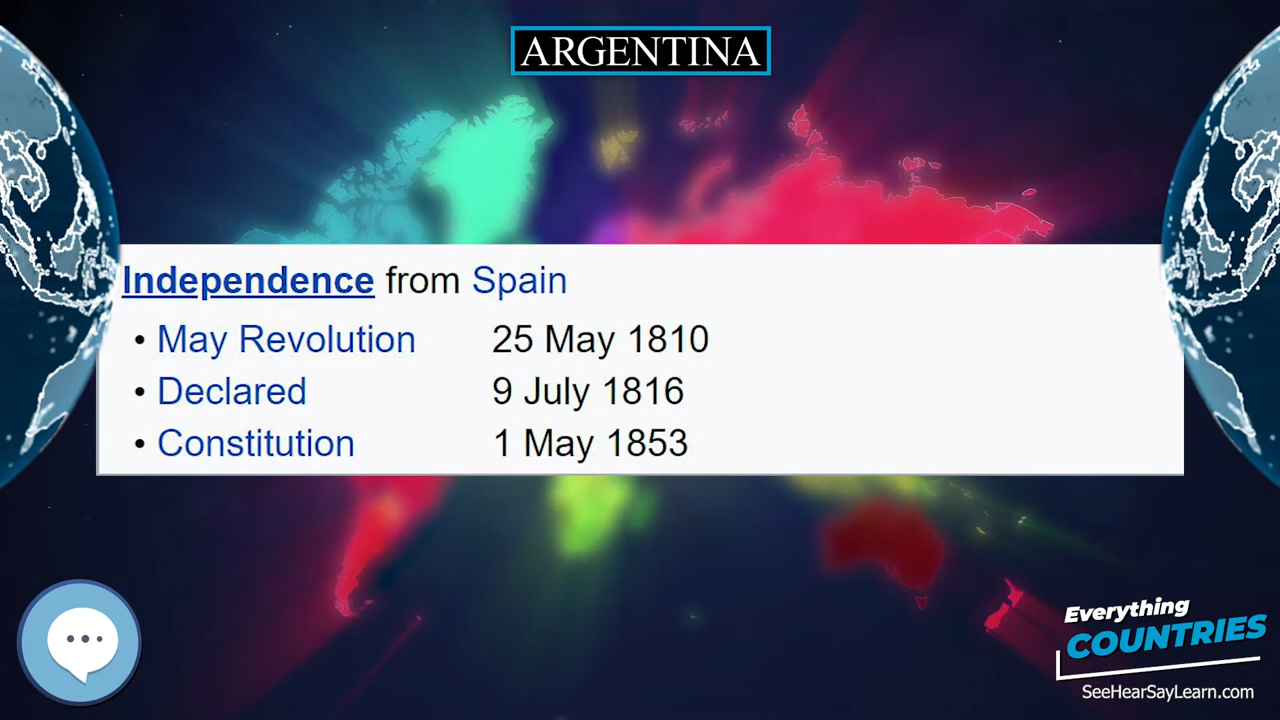 ARGENTINA
Independence from Spain
• May Revolution 25 May 1810
• Declared 9 July 1816
• Constitution 1 May 1853
Everything
COUNTRIES
SeeHearSayLearn.com